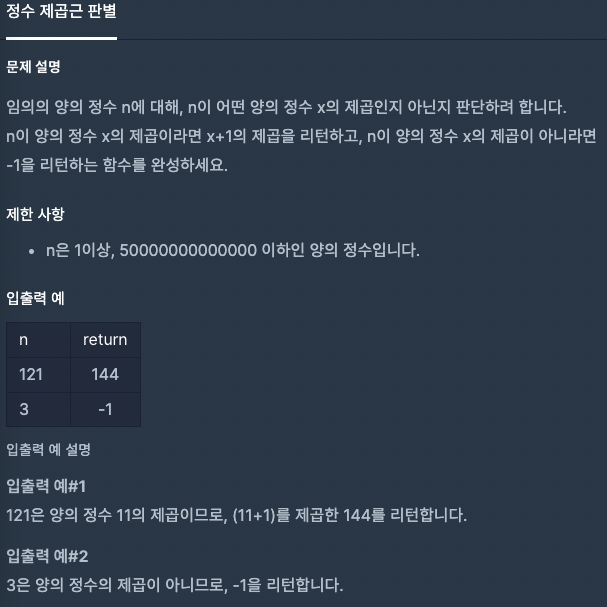 정수 제곱근 판별
문제 설명
임의의 양의 정수 n에 대해, n이 어떤 양의 정수 x의 제곱인지 아닌지 판단하려 합니다.
n이 양의 정수 x의 제곱이라면 x+1의 제곱을 리턴하고, n이 양의 정수 x의 제곱이 아니라면
-1을 리턴하는 함수를 완성하세요.
제한 사항
• n은 1이상, 50000000000000 이하인 양의 정수입니다.
입출력 예
n return
121 144
3 -1
입출력 예 설명
입출력 예#1
121은 양의 정수 11의 제곱이므로, (11+1)를 제곱한 144를 리턴합니다.
입출력 예#2
3은 양의 정수의 제곱이 아니므로, -1을 리턴합니다.